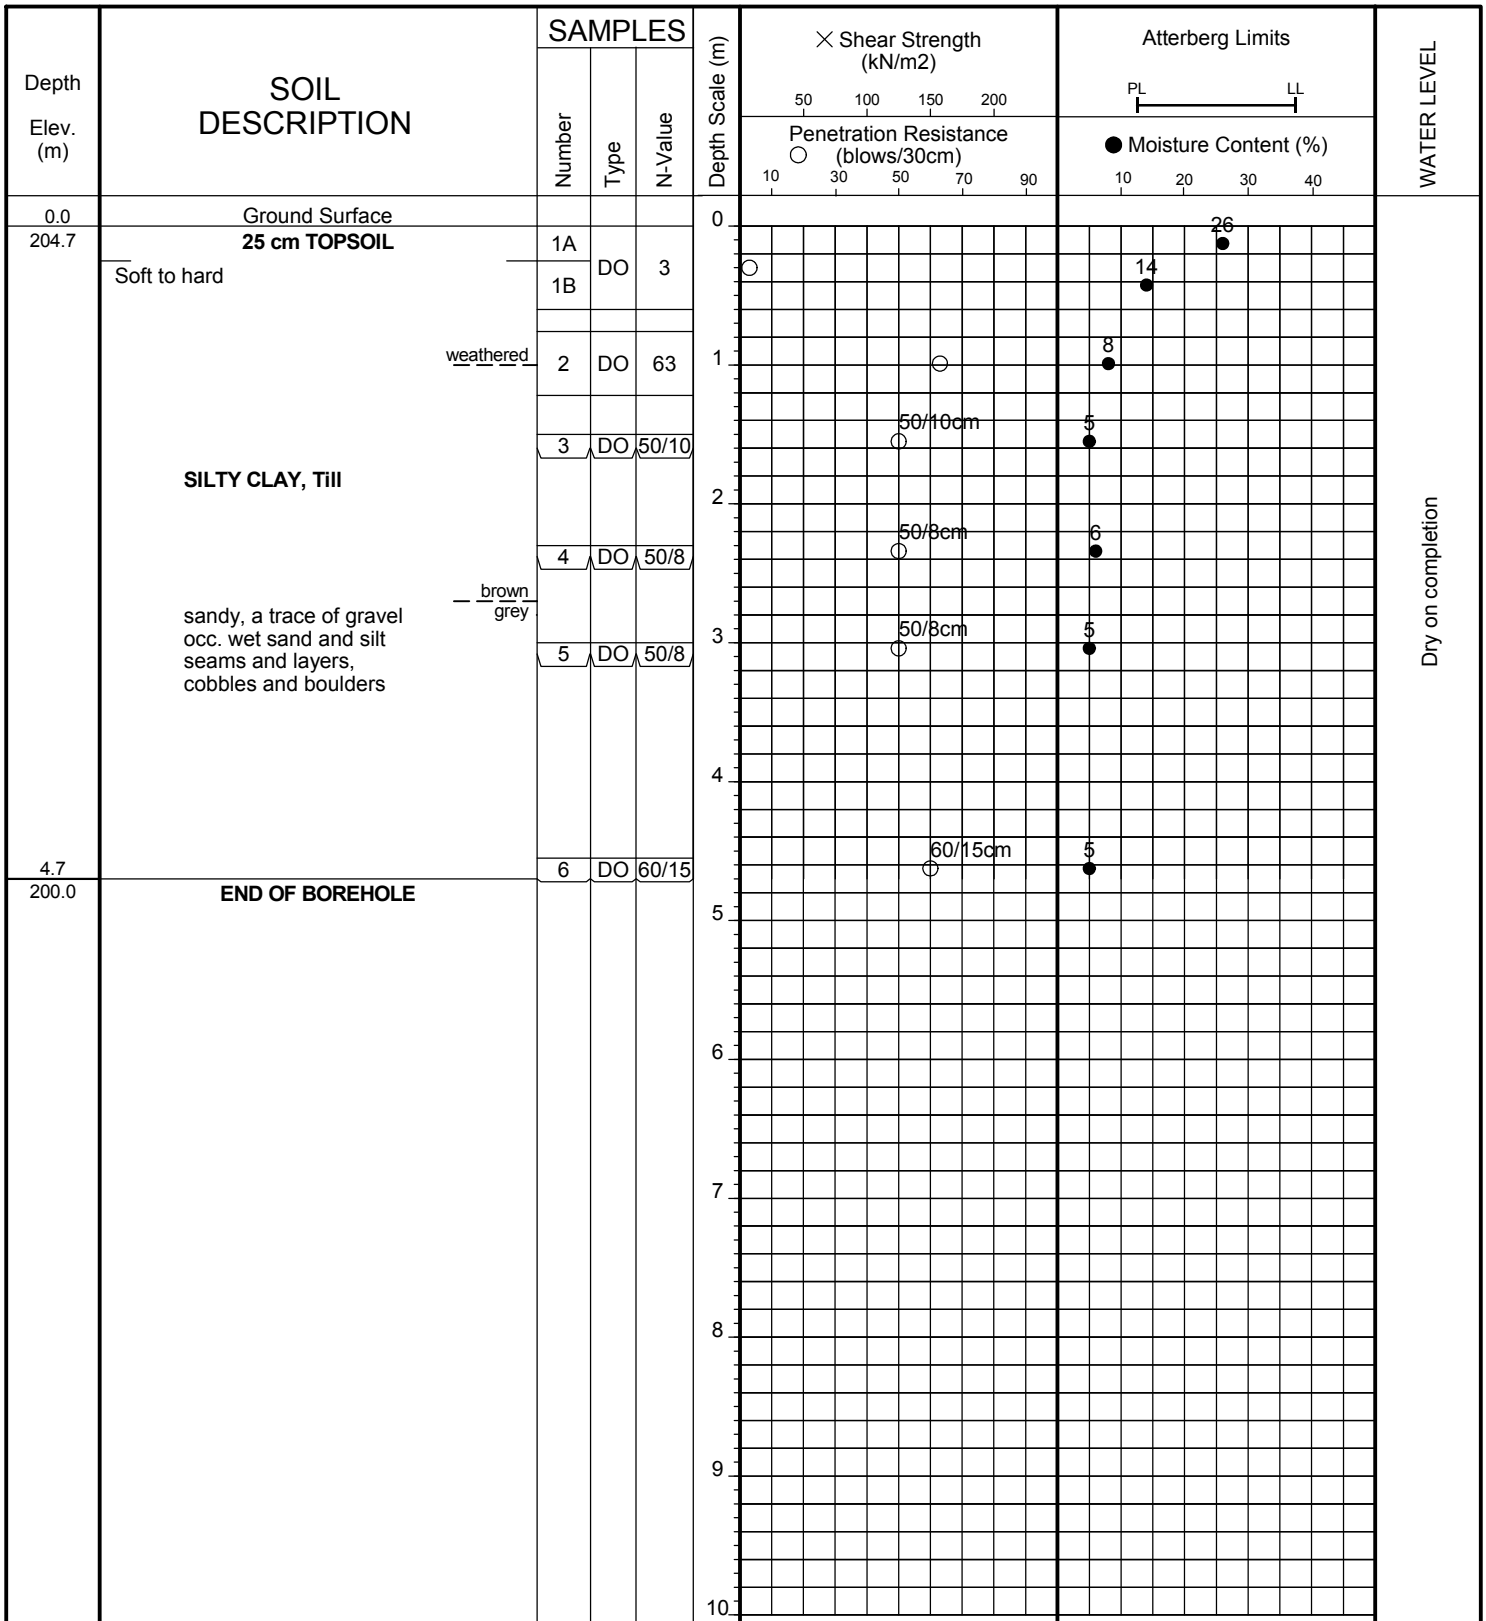 SAMPLES
Depth
Elev.
(m)
SOIL
DESCRIPTION
Number
Type
N-Value
Depth Scale (m)
× Shear Strength
(kN/m2)
50 100 150 200
Penetration Resistance
(blows/30cm)
10 30 50 70 90
Atterberg Limits
PL LL
Moisture Content (%)
10 20 30 40
WATER LEVEL
0.0 Ground Surface 0
204.7 25 cm TOPSOIL 1A 26
Soft to hard DO 3 14
1B
weathered 2 DO 63 1 8
50/10cm 5
3 DO 50/10
SILTY CLAY, Till
2
50/8cm 6
4 DO 50/8
brown
grey
sandy, a trace of gravel
occ. wet sand and silt
seams and layers,
cobbles and boulders
3 50/8cm 5
5 DO 50/8
Dry on completion
4
60/15cm 5
4.7 6 DO 60/15
200.0 END OF BOREHOLE
5
6
7
8
9
10